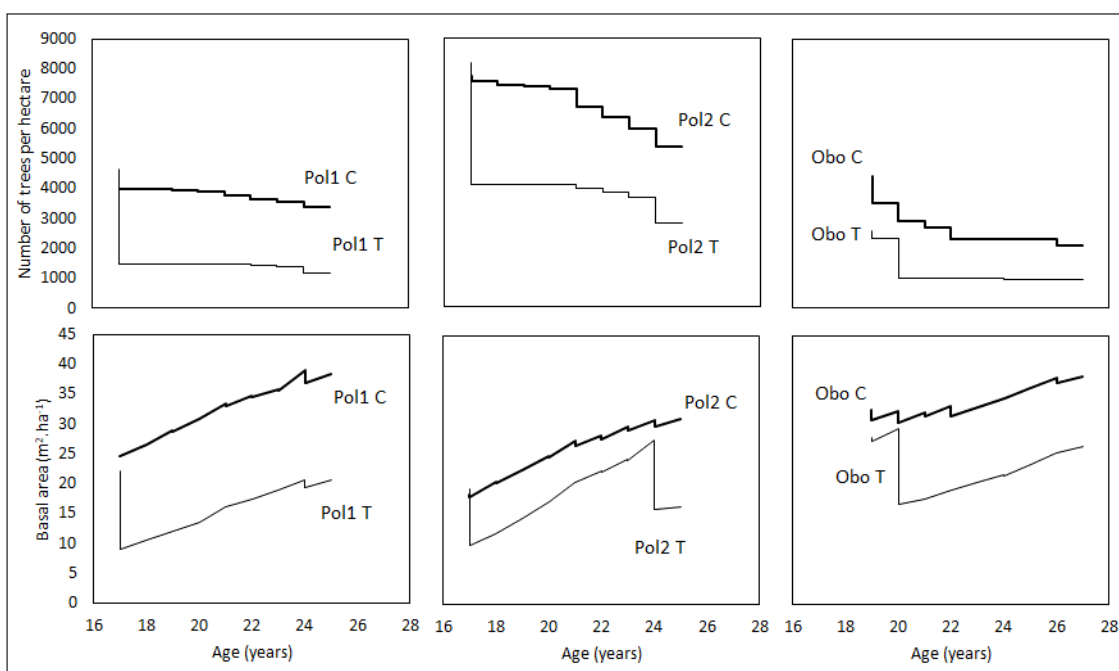 Number of trees per hectare
9000
8000
7000
6000
5000
4000
3000
2000
1000
0
Pol1 C
Pol1 T
Pol2 C
Pol2 T
Obo C
Obo T
Basal area (m².ha⁻¹)
45
40
35
30
25
20
15
10
5
0
Pol1 C
Pol1 T
Pol2 C
Pol2 T
Obo C
Obo T
16 18 20 22 24 26 28
Age (years)
16 18 20 22 24 26 28
Age (years)
16 18 20 22 24 26 28
Age (years)